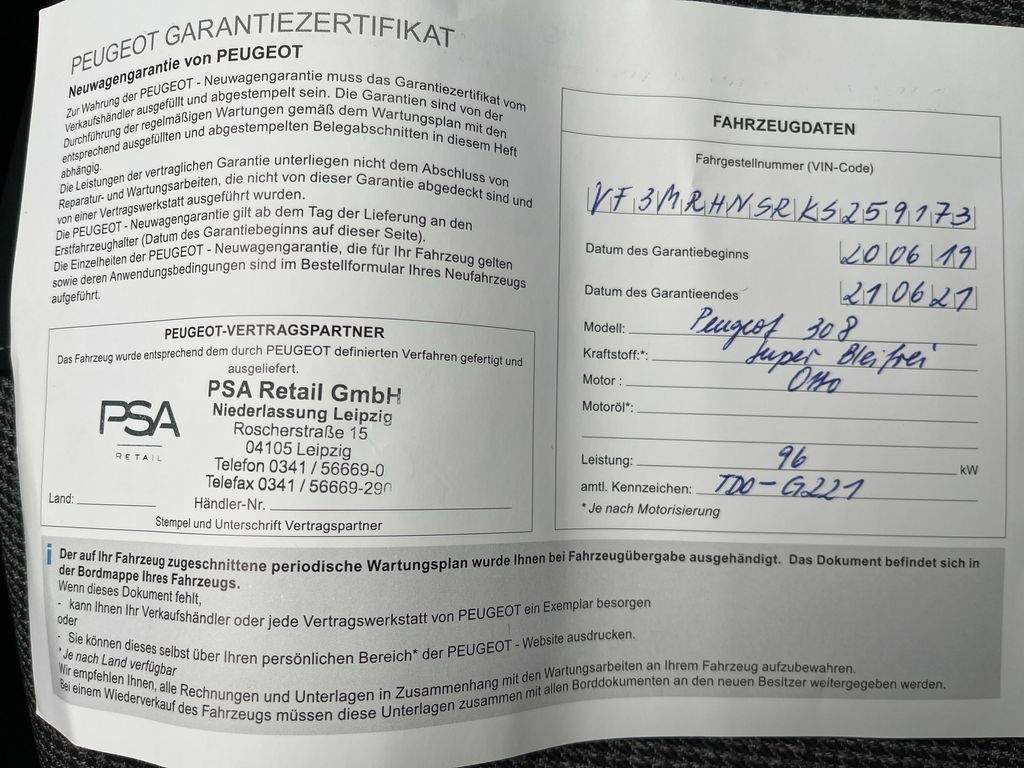 PEUGEOT GARANTIEZERTIFIKAT
Neuwagengarantie von PEUGEOT
Zur Wahrung der PEUGEOT - Neuwagengarantie muss das Garantiezertifikat vom
Verkaufshändler ausgefüllt und abgestempelt sein. Die Garantien sind von der
Durchführung der regelmäßigen Wartungen gemäß dem Wartungsplan mit den
entsprechend ausgefüllten und abgestempelten Belegabschnitten in diesem Heft
abhängig.
Die Leistungen der vertraglichen Garantie unterliegen nicht dem Abschluss von
Reparatur- und Wartungsarbeiten, die nicht von dieser Garantie abgedeckt sind und
von einer Vertragswerkstatt ausgeführt wurden.
Die PEUGEOT - Neuwagengarantie gilt ab dem Tag der Lieferung an den
Erstfahrzeughalter (Datum des Garantiebeginns auf dieser Seite).
Die Einzelheiten der PEUGEOT - Neuwagengarantie, die für Ihr Fahrzeug gelten
sowie deren Anwendungsbedingungen sind im Bestellformular Ihres Neufahrzeugs
aufgeführt.
PEUGEOT-VERTRAGSPARTNER
Das Fahrzeug wurde entsprechend dem durch PEUGEOT definierten Verfahren gefertigt und
ausgeliefert.
PSA RETAIL
PSA Retail GmbH
Niederlassung Leipzig
Roscherstraße 15
04105 Leipzig
Telefon 0341 / 56669-0
Telefax 0341 / 56669-290
Land:
Händler-Nr.
Stempel und Unterschrift Vertragspartner
FAHRZEUGDATEN
Fahrgestellnummer (VIN-Code)
VF3MRHNSRKS259173
Datum des Garantiebeginns 20 06 19
Datum des Garantieendes 21 06 21
Modell: Peugeot 308
Kraftstoff:*: Super Bleifrei
Motor : Otto
Motoröl*:
Leistung: 96 kW
amtl. Kennzeichen: TDO-G221
* Je nach Motorisierung
i Der auf Ihr Fahrzeug zugeschnittene periodische Wartungsplan wurde Ihnen bei Fahrzeugübergabe ausgehändigt. Das Dokument befindet sich in
der Bordmappe Ihres Fahrzeugs.
Wenn dieses Dokument fehlt,
- kann Ihnen Ihr Verkaufshändler oder jede Vertragswerkstatt von PEUGEOT ein Exemplar besorgen
oder
- Sie können dieses selbst über Ihren persönlichen Bereich* der PEUGEOT - Website ausdrucken.
*Je nach Land verfügbar
Wir empfehlen Ihnen, alle Rechnungen und Unterlagen in Zusammenhang mit den Wartungsarbeiten an Ihrem Fahrzeug aufzubewahren.
Bei einem Wiederverkauf des Fahrzeugs müssen diese Unterlagen zusammen mit allen Borddokumenten an den neuen Besitzer weitergegeben werden.